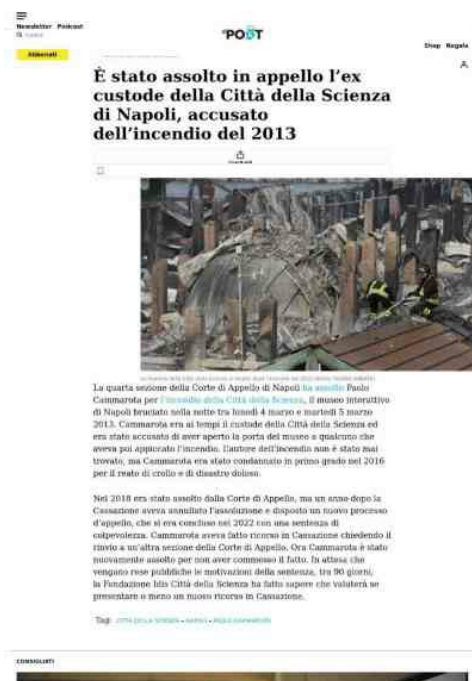 Newsletter Podcast
Abbonati
IL POST
Shop Regala
È stato assolto in appello l'ex
custode della Città della Scienza
di Napoli, accusato
dell'incendio del 2013
La quarta sezione della Corte di Appello di Napoli ha assolto Paolo
Cammarota per l'incendio della Città della Scienza, il museo interattivo
di Napoli bruciato nella notte tra lunedì 4 marzo e martedì 5 marzo
2013. Cammarota era ai tempi il custode della Città della Scienza ed
era stato accusato di aver aperto la porta del museo a qualcuno che
aveva poi appiccato l'incendio. L'autore dell'incendio non è stato mai
trovato, ma Cammarota era stato condannato in primo grado nel 2016
per il reato di crollo e di disastro doloso.
Nel 2018 era stato assolto dalla Corte di Appello, ma un anno dopo la
Cassazione aveva annullato l'assoluzione e disposto un nuovo processo
d'appello, che si era concluso nel 2022 con una sentenza di
colpevolezza. Cammarota aveva fatto ricorso in Cassazione chiedendo il
rinvio a un'altra sezione della Corte di Appello. Ora Cammarota è stato
nuovamente assolto per non aver commesso il fatto. In attesa che
vengano rese pubbliche le motivazioni della sentenza, tra 90 giorni,
la Fondazione Idis Città della Scienza ha fatto sapere che valuterà se
presentare o meno un nuovo ricorso in Cassazione.
Tag: CITTÀ DELLA SCIENZA - NAPOLI - PAOLO CAMMAROTA
CONSIGLIATI